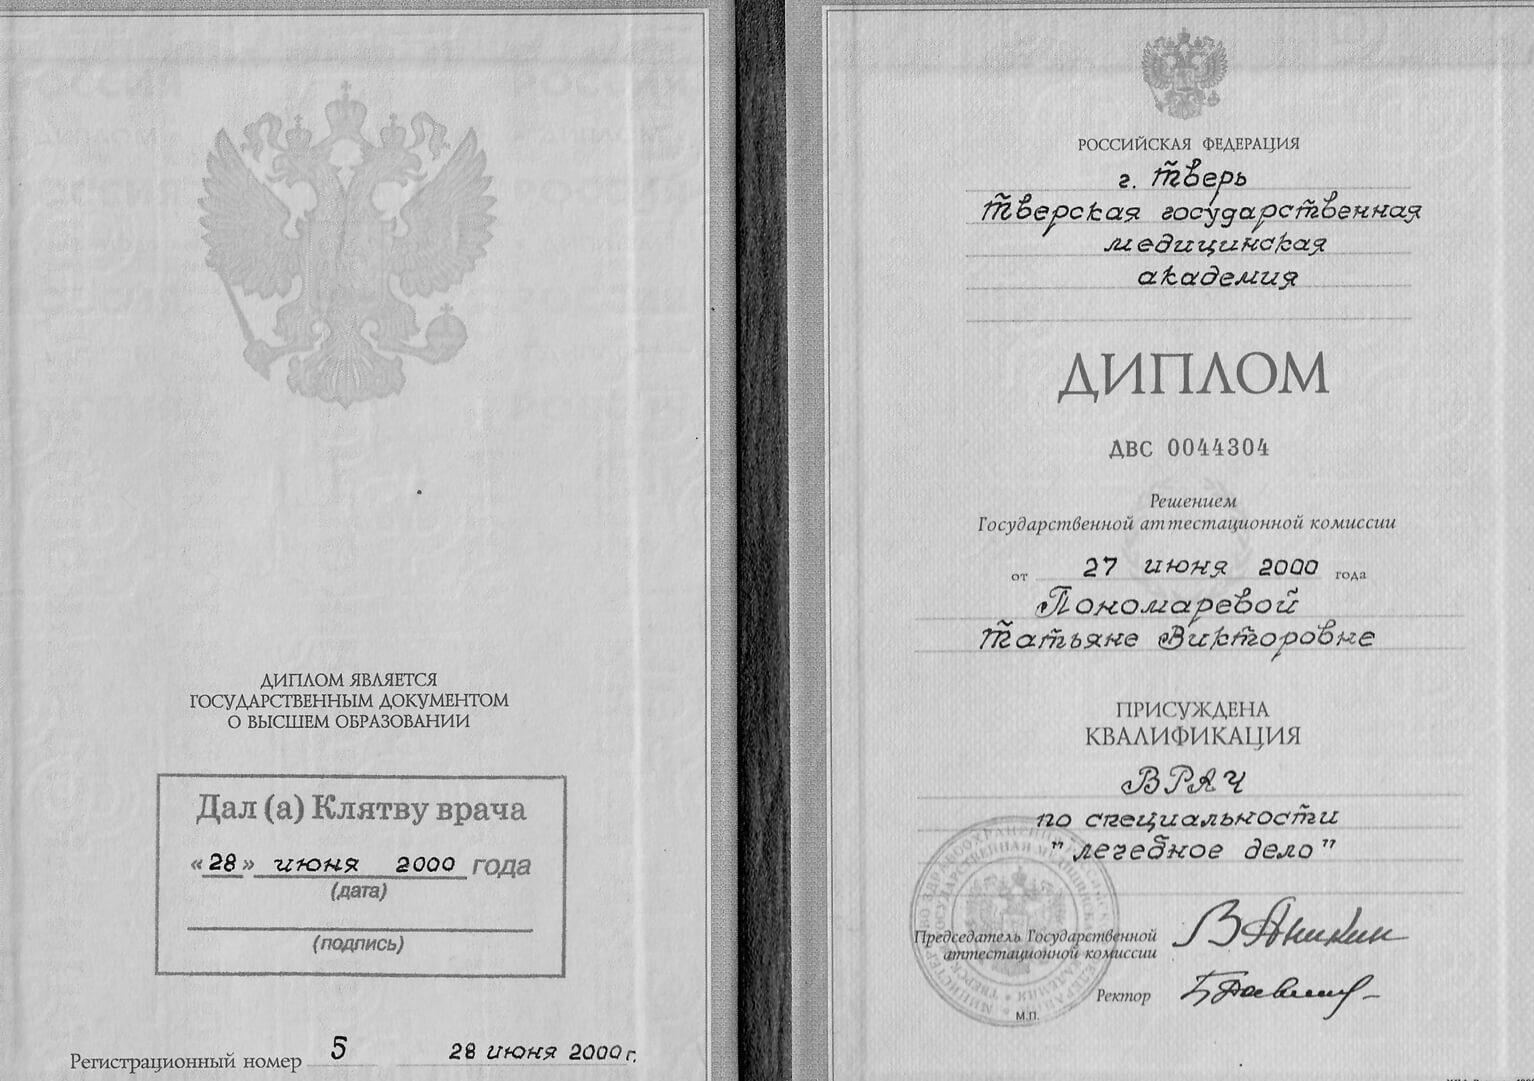 ДИПЛОМ ЯВЛЯЕТСЯ
ГОСУДАРСТВЕННЫМ ДОКУМЕНТОМ
О ВЫСШЕМ ОБРАЗОВАНИИ
Дал (а) Клятву врача
«28» июня 2000 года
(дата)
(подпись)
Регистрационный номер 5 28 июня 2000 г.
РОССИЙСКАЯ ФЕДЕРАЦИЯ
г. Тверь
Тверская государственная
медицинская
академия
ДИПЛОМ
ДВС 0044304
Решением
Государственной аттестационной комиссии
от 27 июня 2000 года
Пономаревой
Татьяне Викторовне
ПРИСУЖДЕНА
КВАЛИФИКАЦИЯ
ВРАЧ
по специальности
"лечебное дело"
Председатель Государственной
аттестационной комиссии
Ректор
М.П.